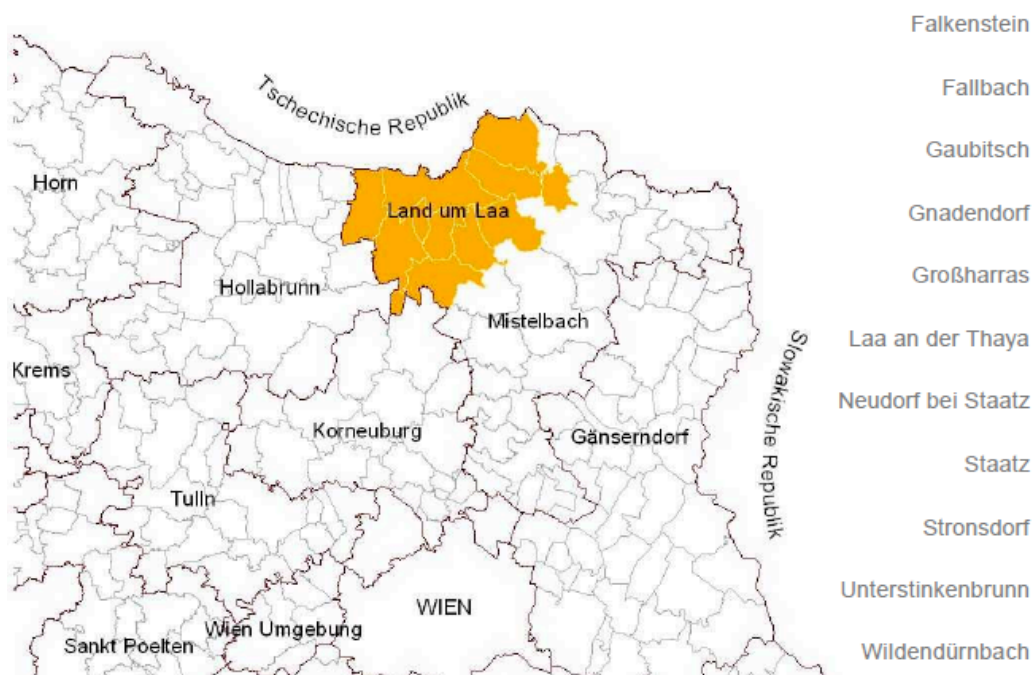 Tschechische Republik
Horn
Land um Laa
Hollabrunn
Mistelbach
Krems
Slowakische Republik
Korneuburg
Gänserndorf
Tulln
WIEN
Wien Umgebung
Sankt Poelten
Falkenstein
Fallbach
Gaubitsch
Gnadendorf
Großharras
Laa an der Thaya
Neudorf bei Staatz
Staatz
Stronsdorf
Unterstinkenbrunn
Wildendürnbach